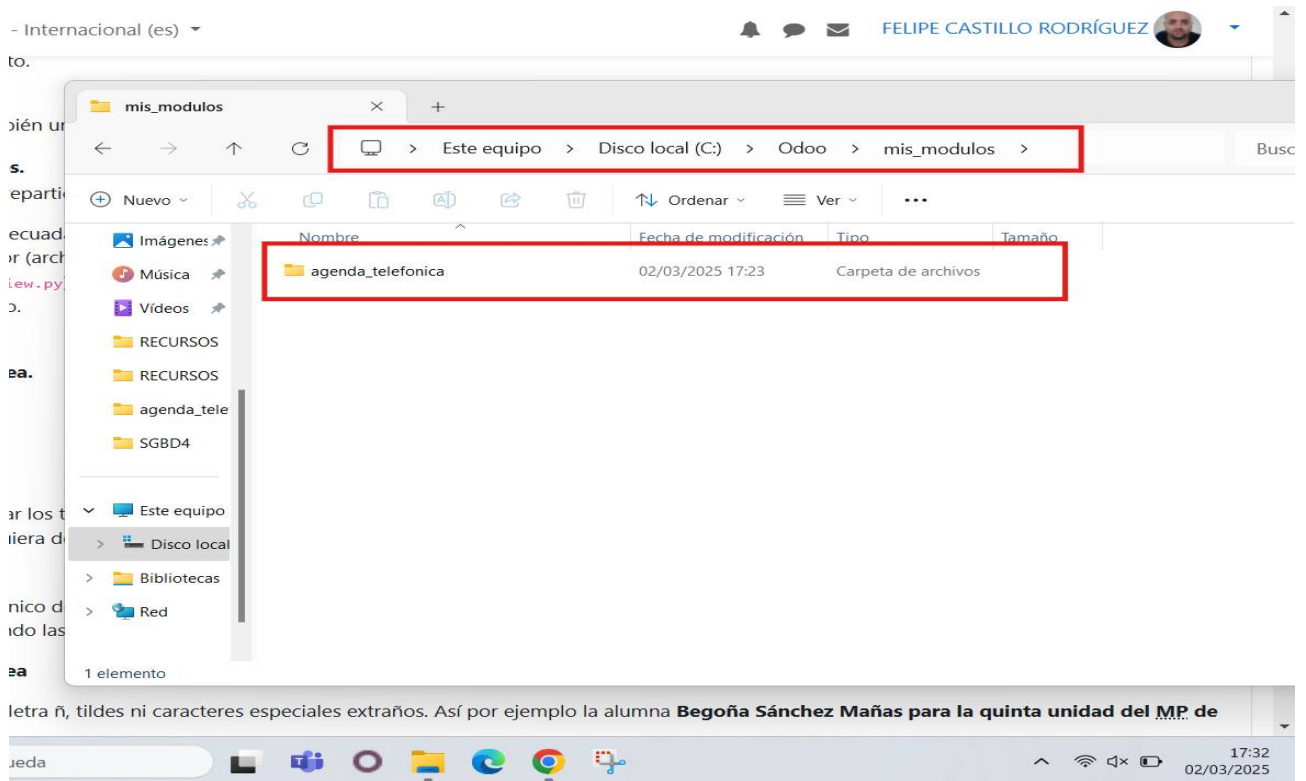 - Internacional (es)
FELIPE CASTILLO RODRÍGUEZ
to.
mis_modulos
bién un
Este equipo > Disco local (C:) > Odoo > mis_modulos >
Busc
s.
eparti
Nuevo
Ordenar
Ver
ecuad
Imágenes
Nombre
Fecha de modificación
Tipo
Tamaño
or (arch
Música
agenda_telefonica
02/03/2025 17:23
Carpeta de archivos
iew.py
o.
Vídeos
RECURSOS
ea.
RECURSOS
agenda_tele
SGBD4
ar los t
Este equipo
iera d
Disco local
Bibliotecas
nico d
Red
ndo las
ea
1 elemento
letra ñ, tildes ni caracteres especiales extraños. Así por ejemplo la alumna Begoña Sánchez Mañas para la quinta unidad del MP de
ueda
17:32
02/03/2025